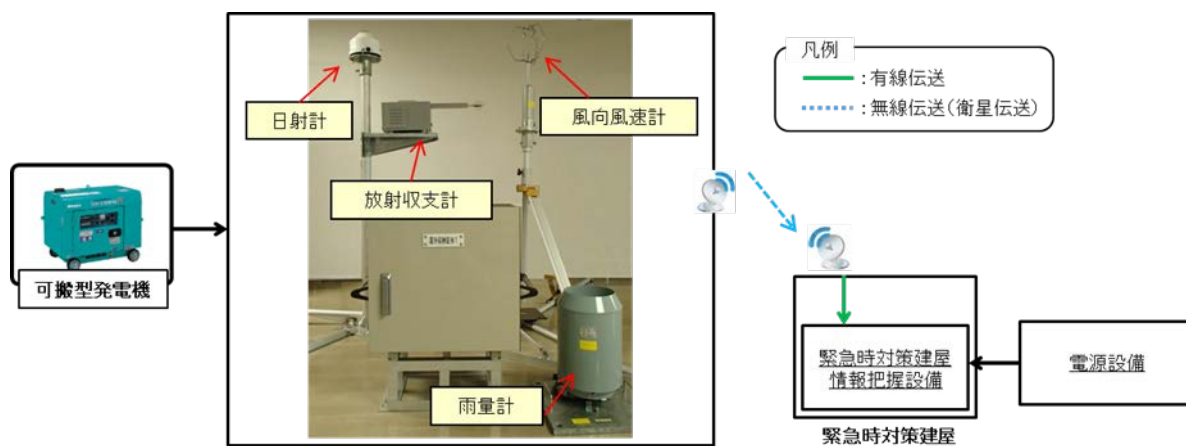 日射計
風向風速計
放射収支計
雨量計
可搬型発電機
凡例
:有線伝送
:無線伝送(衛星伝送)
緊急時対策建屋
情報把握設備
電源設備
緊急時対策建屋